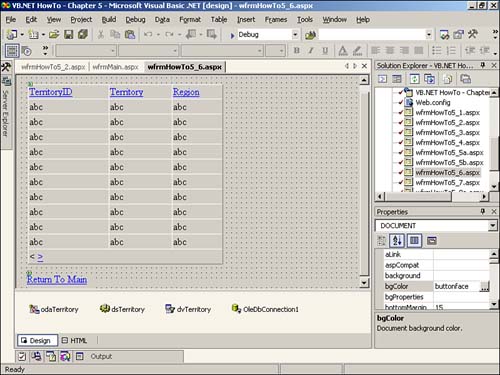 VB.NET HowTo - Chapter 5 - Microsoft Visual Basic .NET [design] - wfrmHowTo5_6.aspx
File Edit View Project Build Debug Data Format Table Insert Frames Tools Window Help
Debug
wfrmHowTo5_2.aspx wfrmMain.aspx wfrmHowTo5_6.aspx
Server Explorer
TerritoryID Territory Region
abc abc abc
abc abc abc
abc abc abc
abc abc abc
abc abc abc
abc abc abc
abc abc abc
abc abc abc
abc abc abc
abc abc abc
< >
Return To Main
odaTerritory dsTerritory dvTerritory OleDbConnection1
Design HTML
Output
Ready
Solution Explorer - VB.NET
VB.NET HowTo - Chapte
Web.config
wfrmHowTo5_1.aspx
wfrmHowTo5_2.aspx
wfrmHowTo5_3.aspx
wfrmHowTo5_4.aspx
wfrmHowTo5_5a.aspx
wfrmHowTo5_5b.aspx
wfrmHowTo5_6.aspx
wfrmHowTo5_7.aspx
Properties
DOCUMENT
aLink
aspCompat
background
bgColor buttonface ...
bgProperties
bottomMargin 15
bgColor
Document background color.